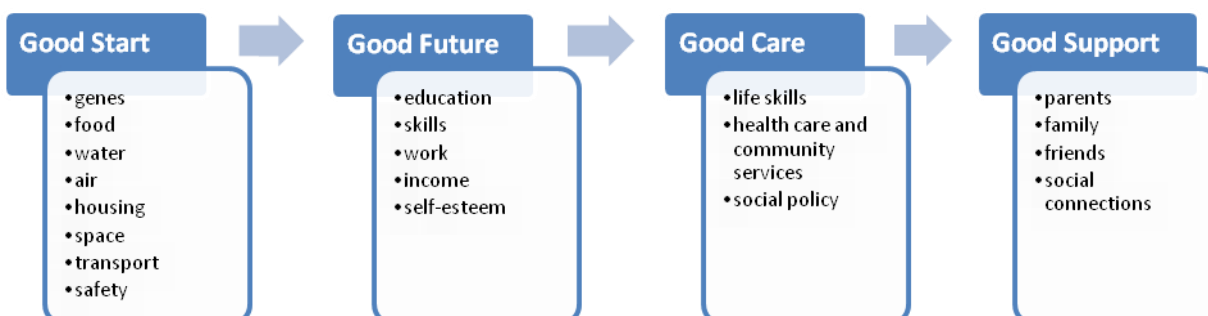 Good Start
•genes
•food
•water
•air
•housing
•space
•transport
•safety
Good Future
•education
•skills
•work
•income
•self-esteem
Good Care
•life skills
•health care and
community
services
•social policy
Good Support
•parents
•family
•friends
•social
connections